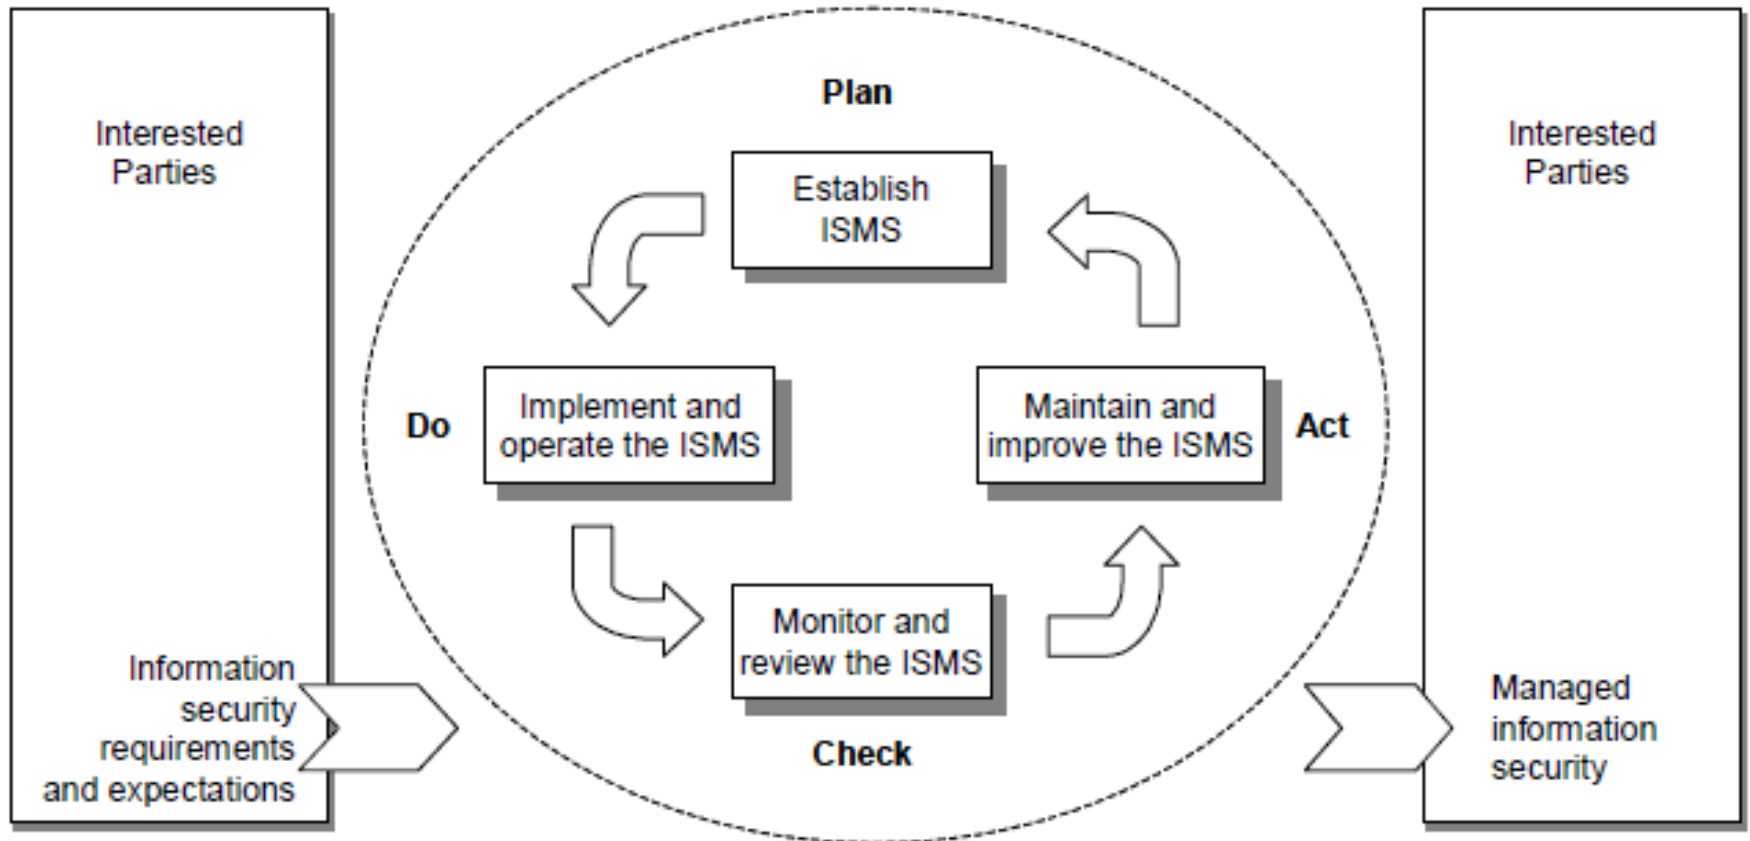 Interested
Parties
Information
security
requirements
and expectations
Plan
Establish
ISMS
Do
Implement and
operate the ISMS
Maintain and
improve the ISMS
Act
Monitor and
review the ISMS
Check
Interested
Parties
Managed
information
security